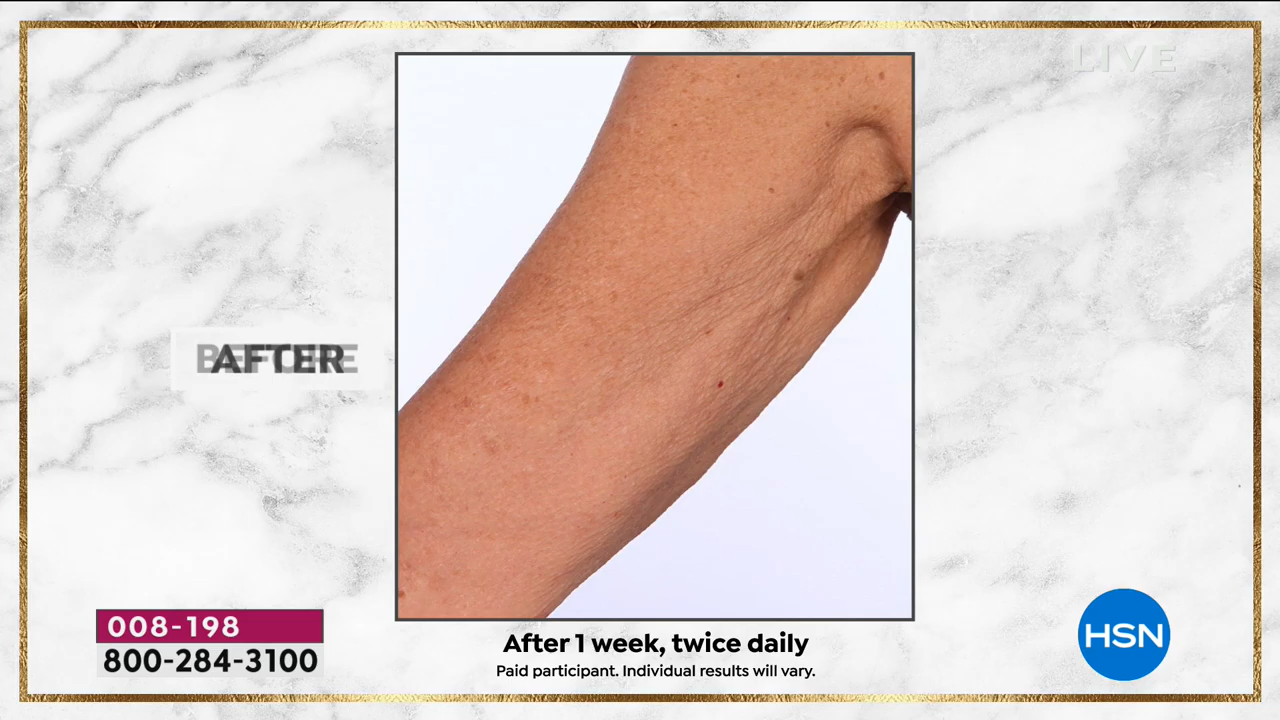 LIVE
AFTER
008-198
800-284-3100
After 1 week, twice daily
Paid participant. Individual results will vary.
HSN